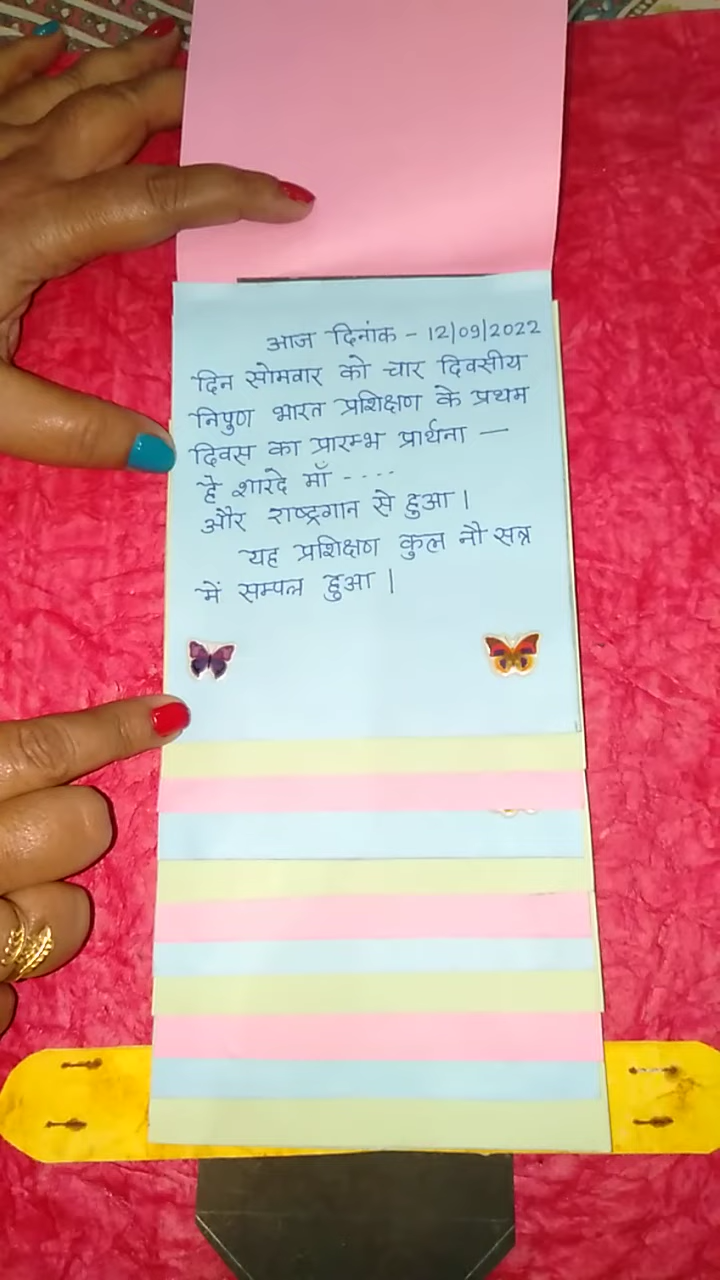 आज दिनांक - 12/09/2022
दिन सोमवार को चार दिवसीय
निपुण भारत प्रशिक्षण के प्रथम
दिवस का प्रारम्भ प्रार्थना —
हे शारदे माँ - - - -
और राष्ट्रगान से हुआ।
यह प्रशिक्षण कुल नौ सत्र
में सम्पन्न हुआ।